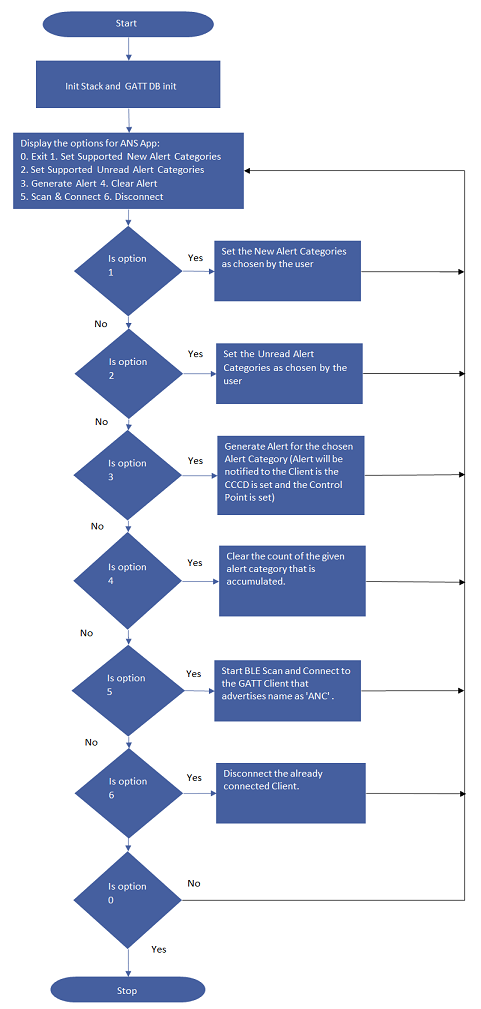 Start
Init Stack and GATT DB init
Display the options for ANS App:
0. Exit 1. Set Supported New Alert Categories
2. Set Supported Unread Alert Categories
3. Generate Alert 4. Clear Alert
5. Scan & Connect 6. Disconnect
Is option
1
Yes
Set the New Alert Categories
as chosen by the user
No
Is option
2
Yes
Set the Unread Alert
Categories as chosen by the
user
No
Is option
3
Yes
Generate Alert for the chosen
Alert Category (Alert will be
notified to the Client is the
CCCD is set and the Control
Point is set)
No
Is option
4
Yes
Clear the count of the given
alert category that is
accumulated.
No
Is option
5
Yes
Start BLE Scan and Connect to
the GATT Client that
advertises name as 'ANC' .
No
Is option
6
Yes
Disconnect the already
connected Client.
Is option
0
No
Yes
Stop